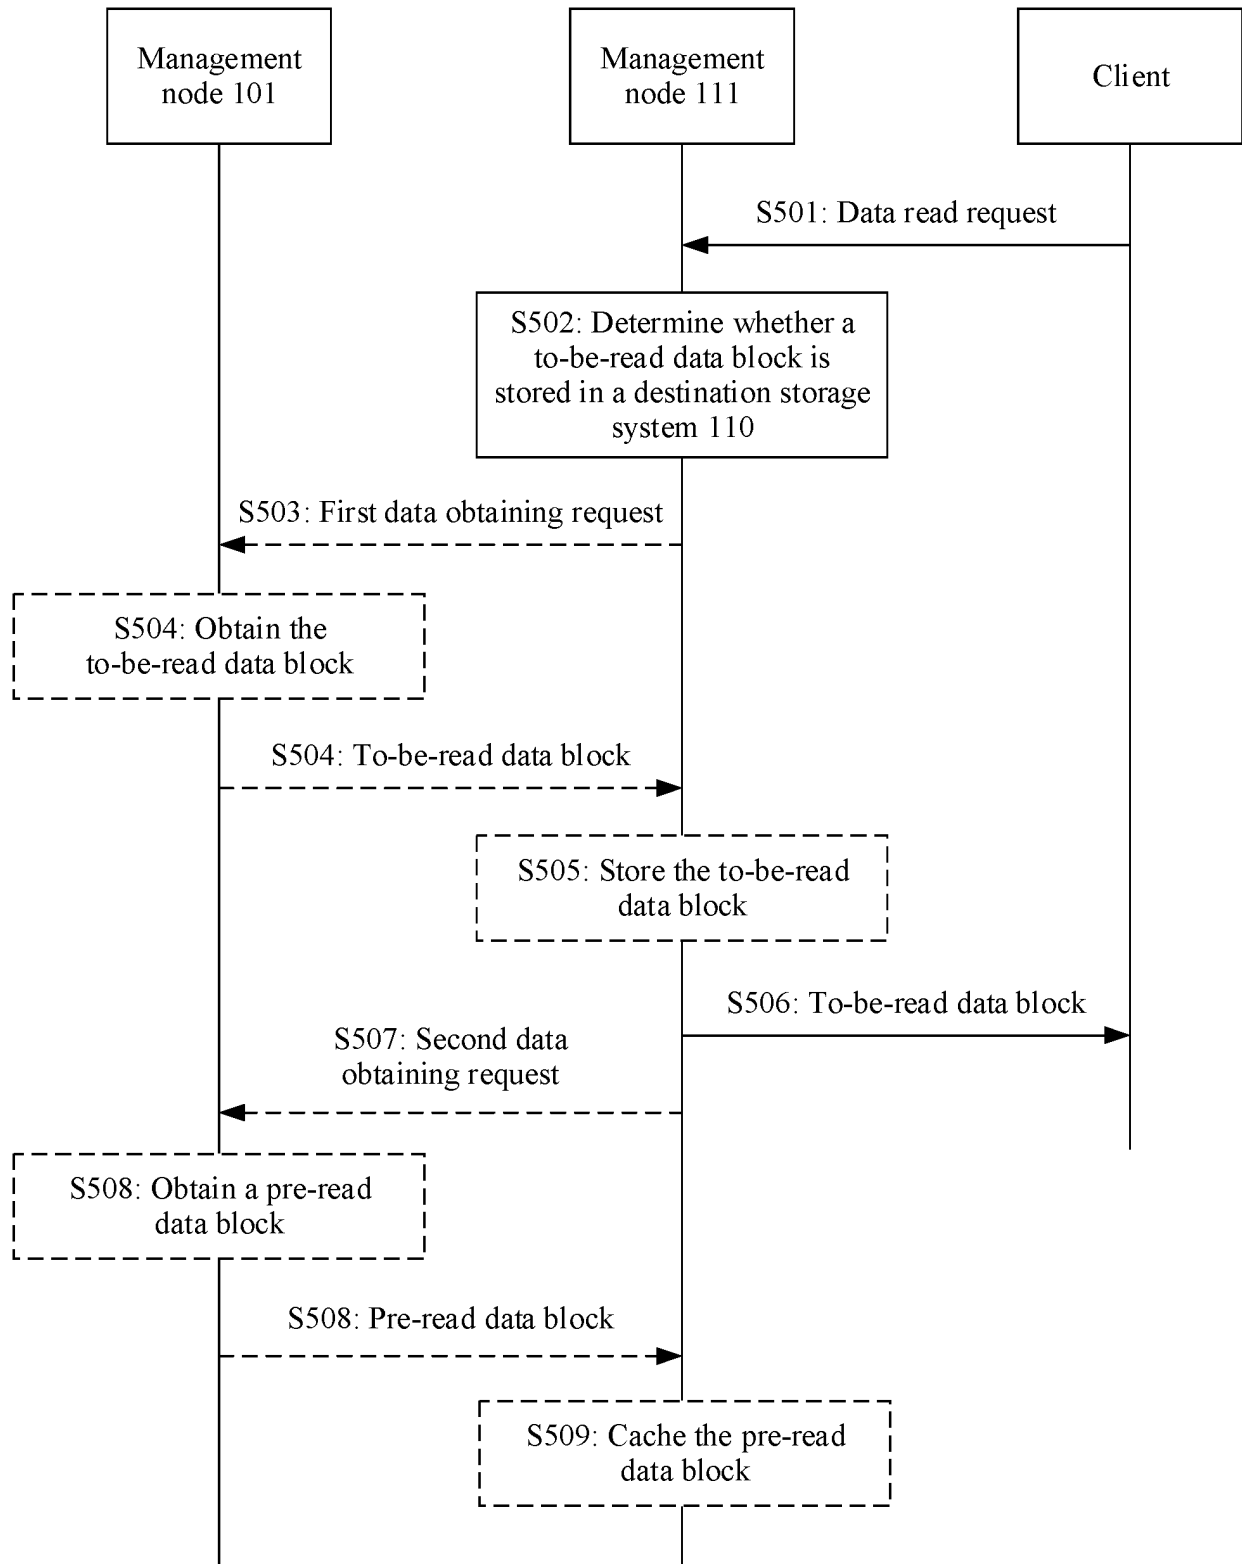 Management
node 101
Management
node 111
Client
S501: Data read request
S502: Determine whether a
to-be-read data block is
stored in a destination storage
system 110
S503: First data obtaining request
S504: Obtain the
to-be-read data block
S504: To-be-read data block
S505: Store the to-be-read
data block
S506: To-be-read data block
S507: Second data
obtaining request
S508: Obtain a pre-read
data block
S508: Pre-read data block
S509: Cache the pre-read
data block